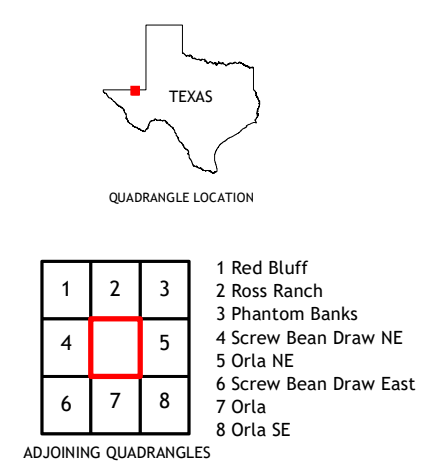 TEXAS
QUADRANGLE LOCATION
1 2 3
4 5
6 7 8
ADJOINING QUADRANGLES
1 Red Bluff
2 Ross Ranch
3 Phantom Banks
4 Screw Bean Draw NE
5 Orla NE
6 Screw Bean Draw East
7 Orla
8 Orla SE